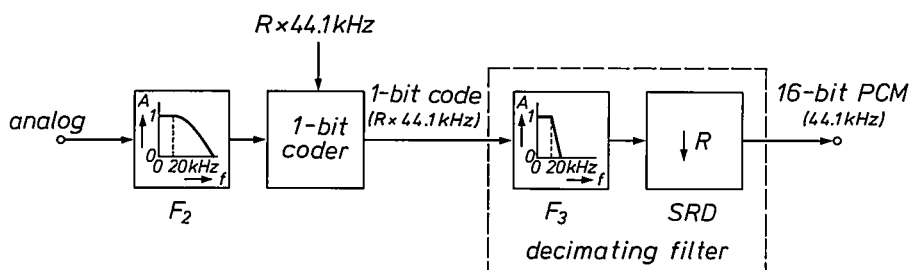 R×44.1kHz
analog
A
1
0
0 20kHz
f
F2
1-bit
coder
1-bit code
(R×44.1kHz)
A
1
0
0 20kHz
f
F3
↓ R
SRD
decimating filter
16-bit PCM
(44.1kHz)